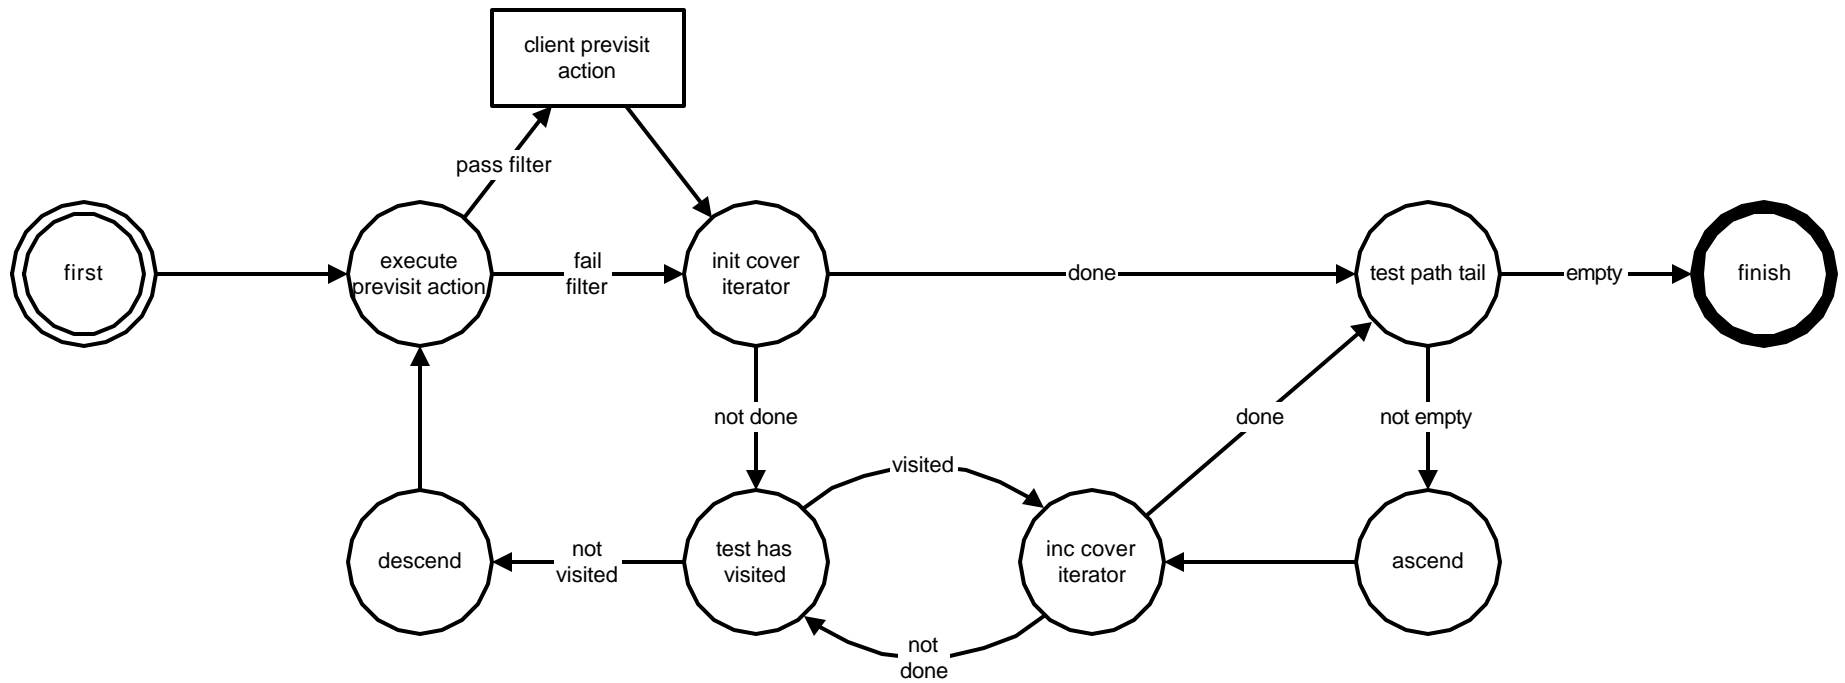 client previsit
action
pass filter
first
execute
previsit action
fail
filter
init cover
iterator
done
test path tail
empty
finish
not done
done
not empty
visited
descend
not
visited
test has
visited
inc cover
iterator
ascend
not
done